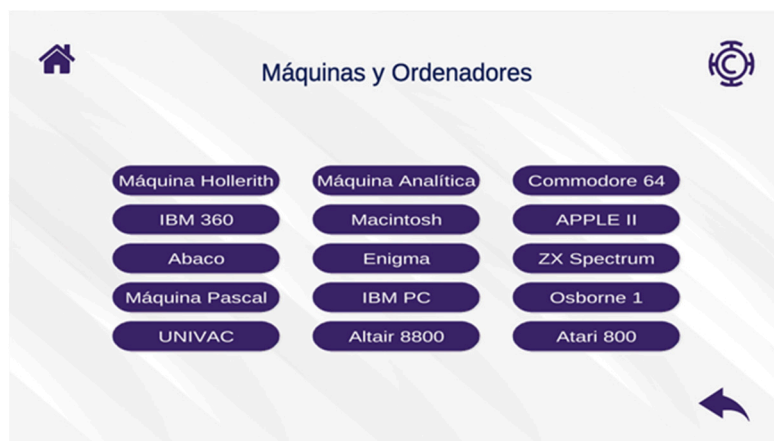 Máquinas y Ordenadores
C
Máquina Hollerith
Máquina Analítica
Commodore 64
IBM 360
Macintosh
APPLE II
Abaco
Enigma
ZX Spectrum
Máquina Pascal
IBM PC
Osborne 1
UNIVAC
Altair 8800
Atari 800